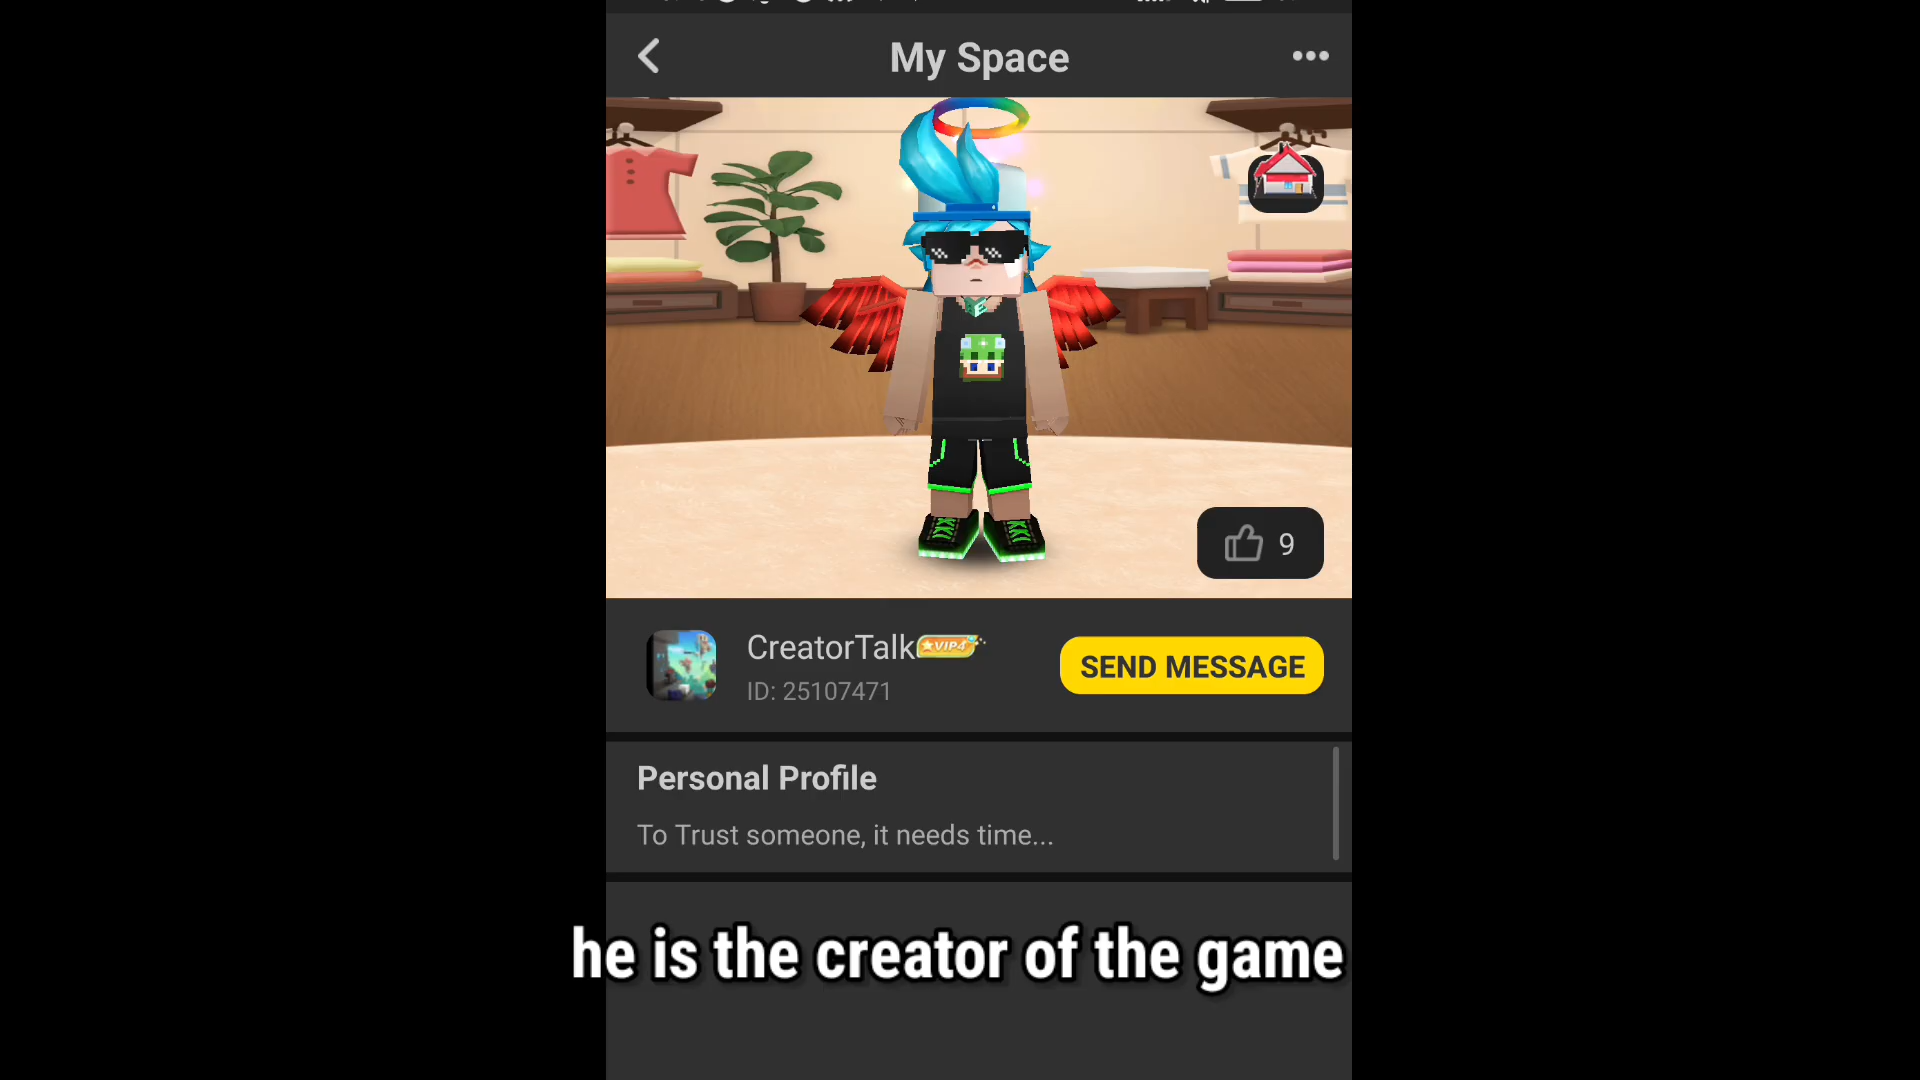 My Space
9
CreatorTalk
VIP4
SEND MESSAGE
ID: 25107471
Personal Profile
To Trust someone, it needs time...
he is the creator of the game